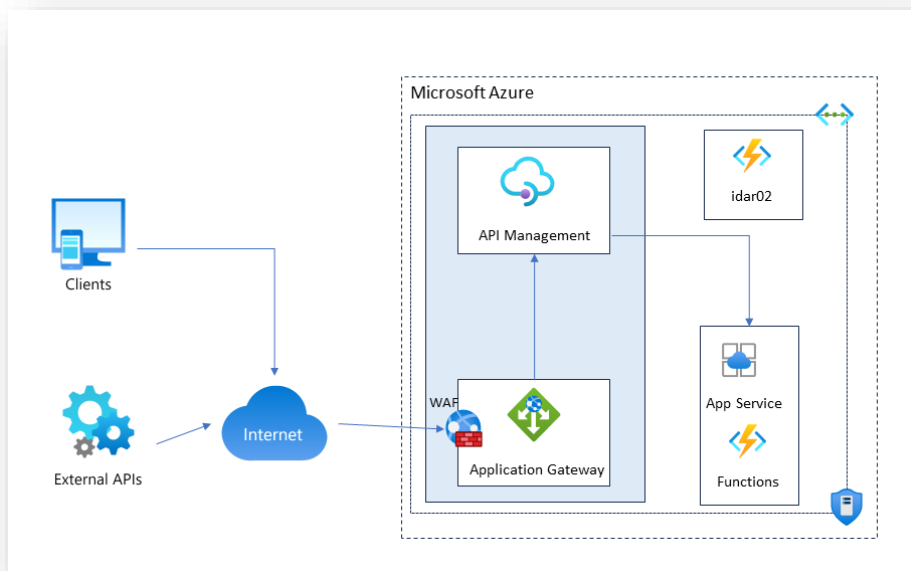 Microsoft Azure
idar02
API Management
Clients
WAF
App Service
Internet
Application Gateway
External APIs
Functions